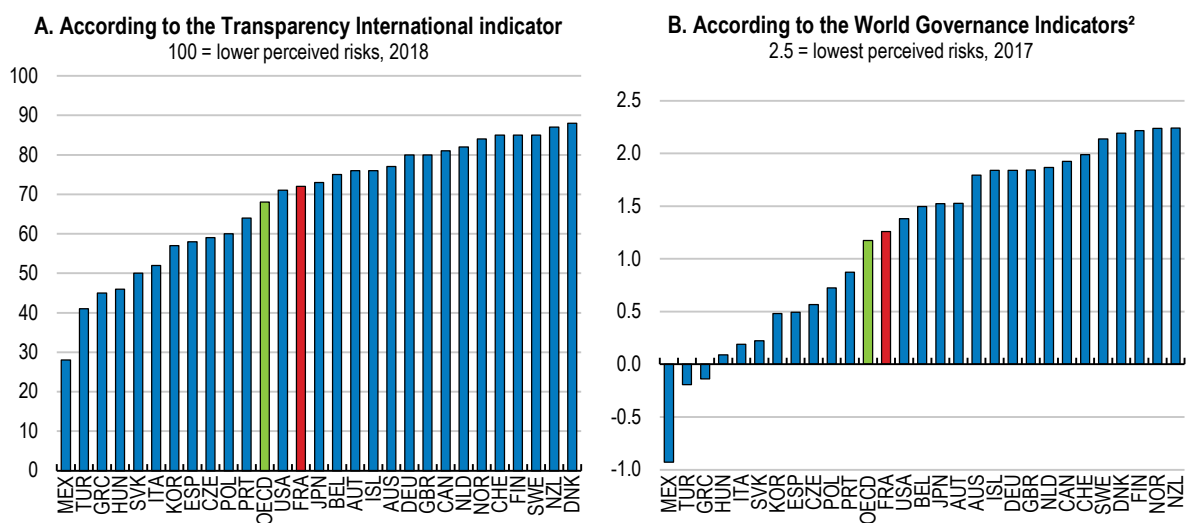 A. According to the Transparency International indicator
100 = lower perceived risks, 2018
100
90
80
70
60
50
40
30
20
10
0
MEX
TUR
GRC
HUN
SVK
ITA
KOR
ESP
CZE
POL
PRT
OECD
USA
FRA
JPN
BEL
AUT
ISL
AUS
DEU
GBR
CAN
NLD
NOR
CHE
FIN
SWE
NZL
DNK
B. According to the World Governance Indicators²
2.5 = lowest perceived risks, 2017
2.5
2.0
1.5
1.0
0.5
0.0
-0.5
-1.0
MEX
TUR
GRC
HUN
ITA
SVK
KOR
ESP
CZE
POL
PRT
OECD
FRA
USA
BEL
JPN
AUT
AUS
ISL
DEU
GBR
NLD
CAN
CHE
SWE
DNK
FIN
NOR
NZL